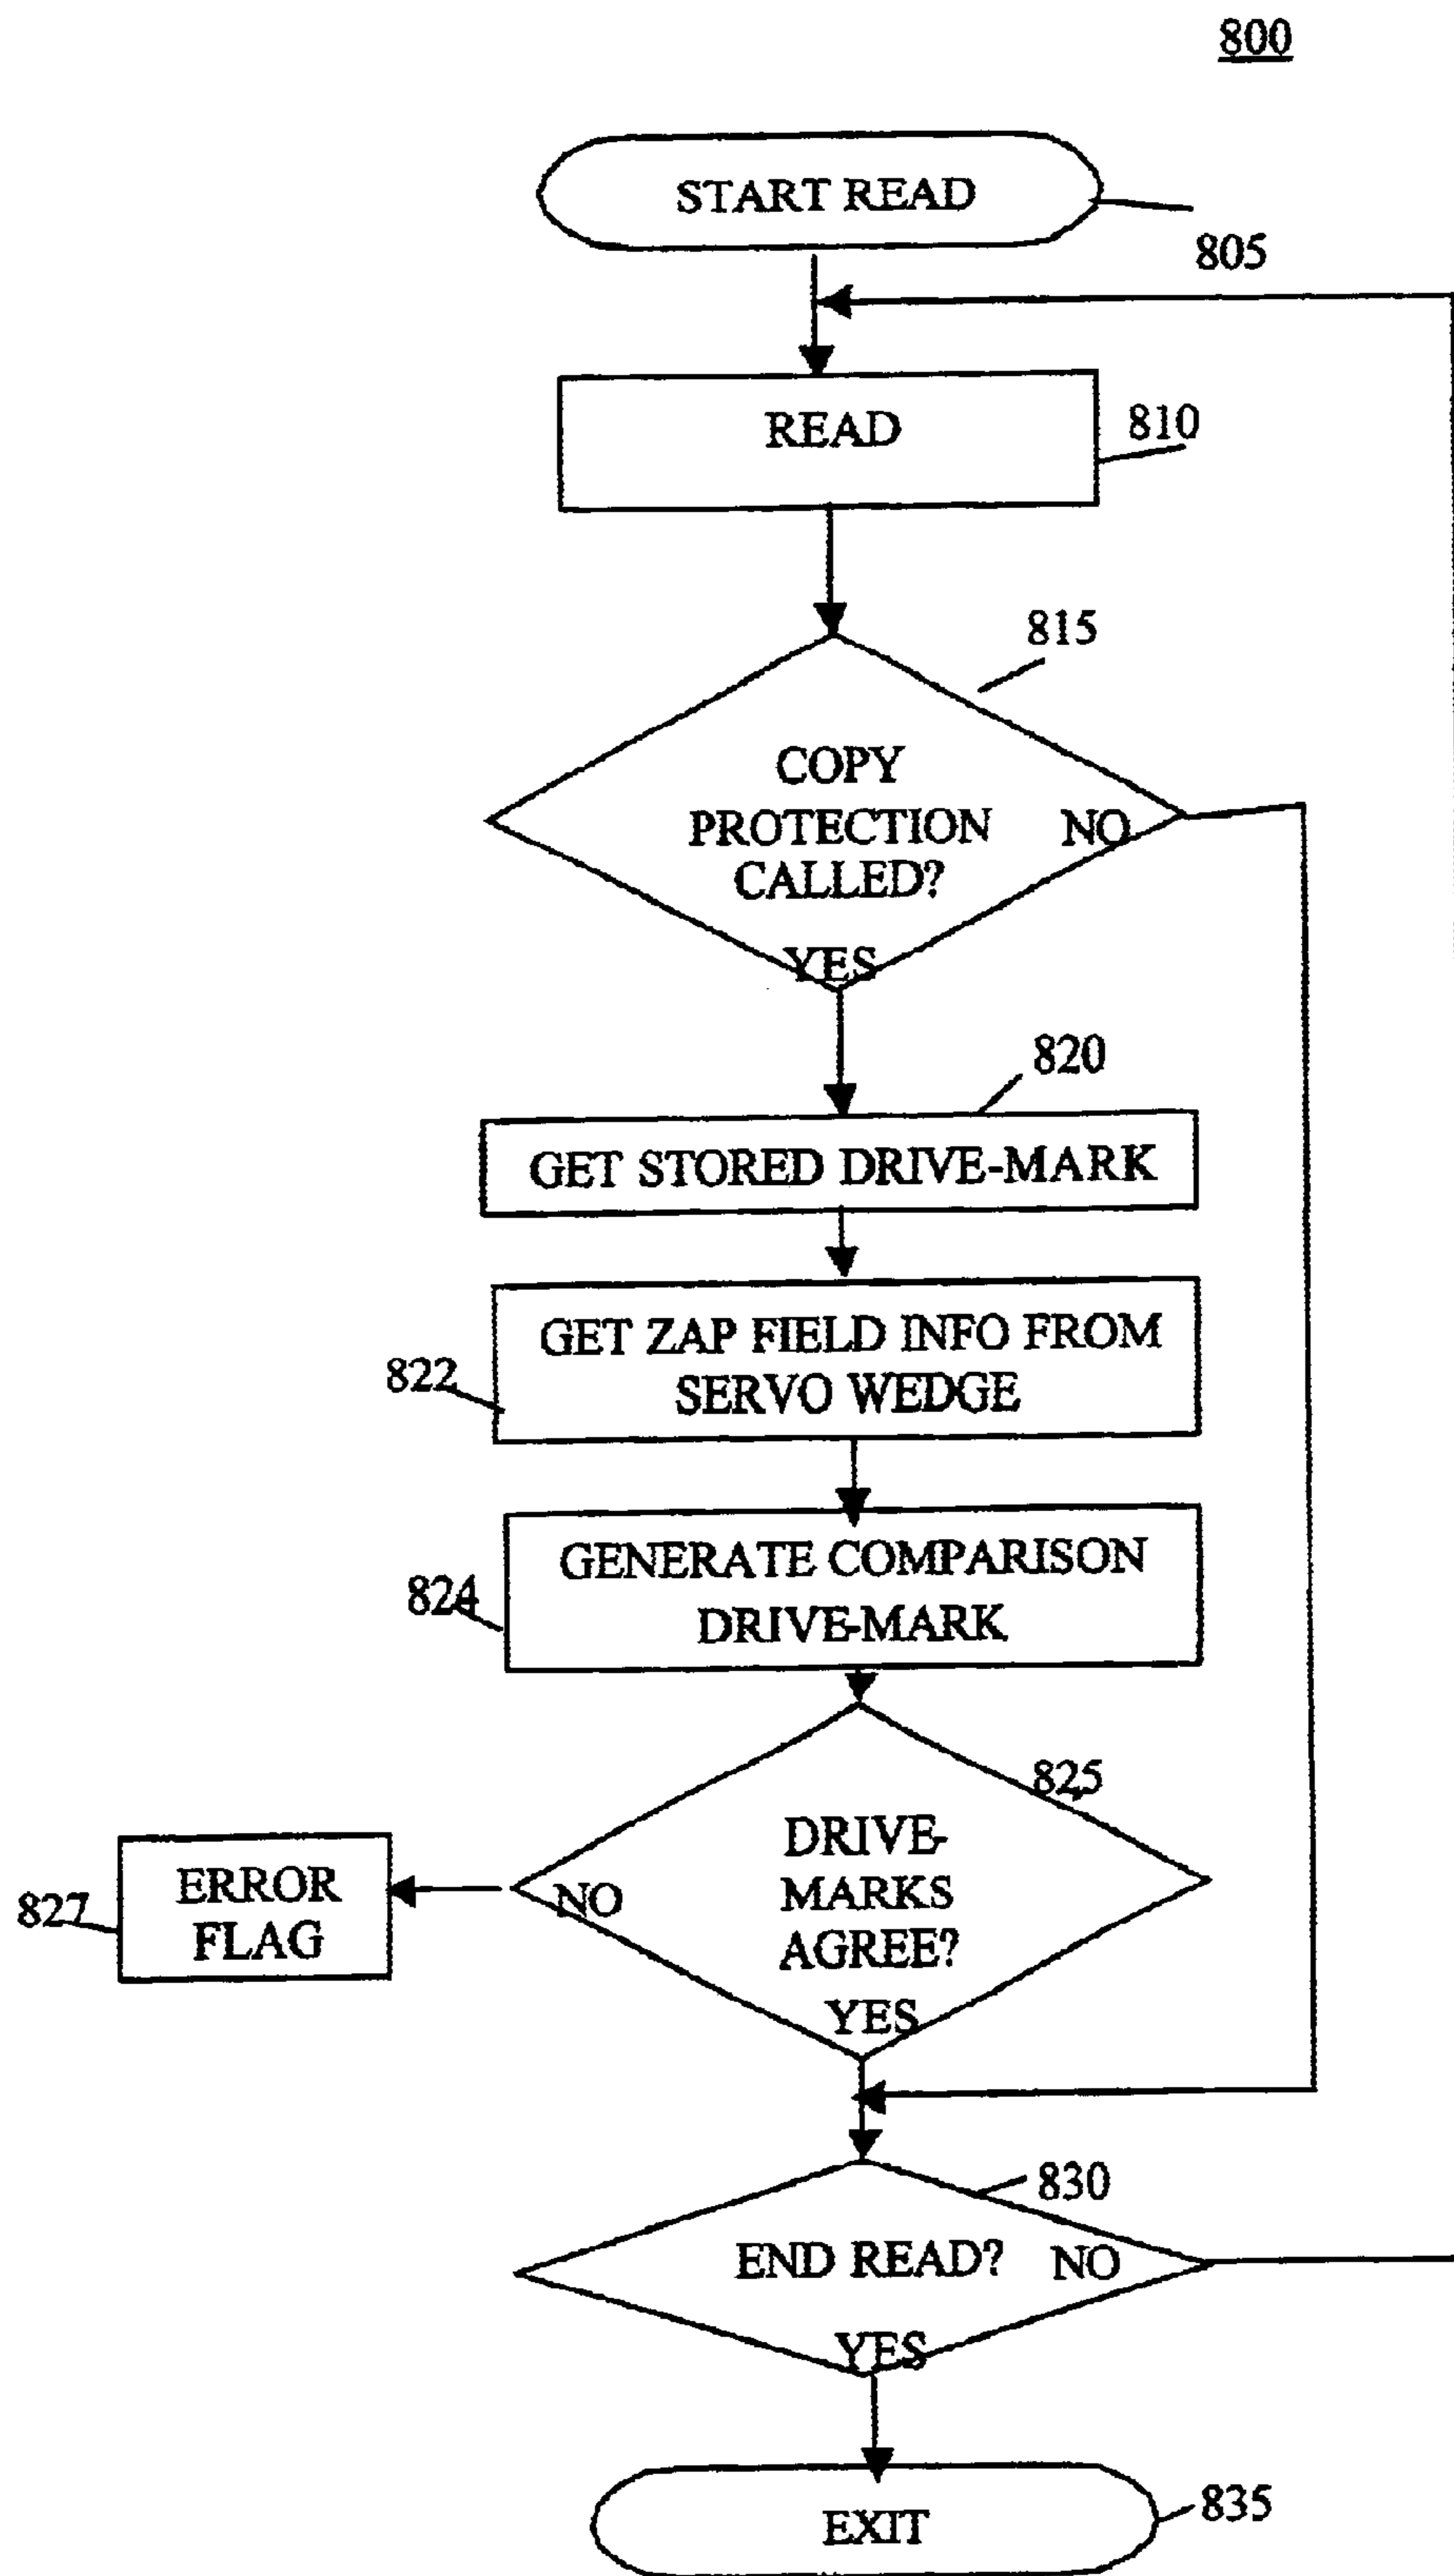 800
START READ
805
READ
810
815
COPY
PROTECTION
CALLED?
NO
YES
820
GET STORED DRIVE-MARK
GET ZAP FIELD INFO FROM
SERVO WEDGE
822
GENERATE COMPARISON
DRIVE-MARK
824
825
DRIVE-
MARKS
AGREE?
NO
YES
ERROR
FLAG
827
830
END READ?
NO
YES
EXIT
835